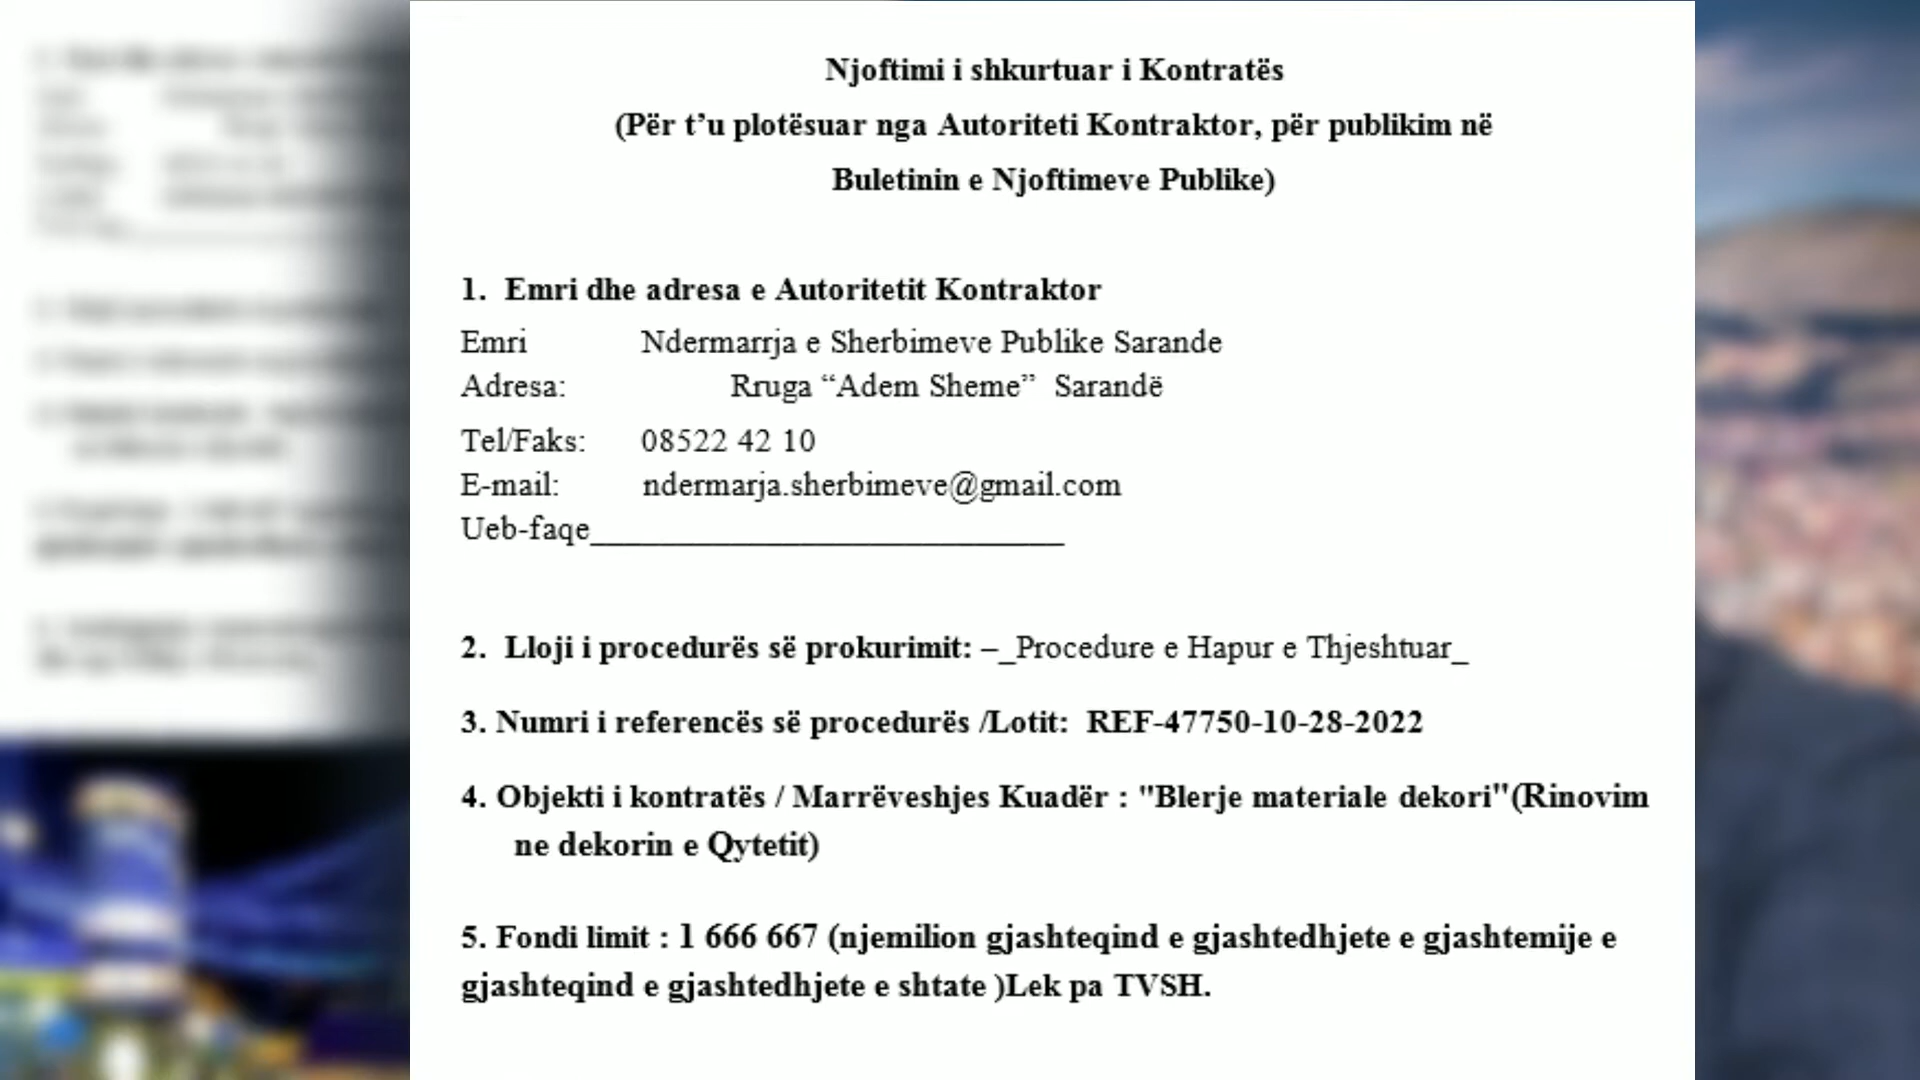 Njoftimi i shkurtuar i Kontratës
(Për t’u plotësuar nga Autoriteti Kontraktor, për publikim në
Buletinin e Njoftimeve Publike)
1. Emri dhe adresa e Autoritetit Kontraktor
Emri Ndermarrja e Sherbimeve Publike Sarande
Adresa: Rruga “Adem Sheme” Sarandë
Tel/Faks: 08522 42 10
E-mail: ndermarja.sherbimeve@gmail.com
Ueb-faqe______________________________
2. Lloji i procedurës së prokurimit: –_Procedure e Hapur e Thjeshtuar_
3. Numri i referencës së procedurës /Lotit: REF-47750-10-28-2022
4. Objekti i kontratës / Marrëveshjes Kuadër : "Blerje materiale dekori"(Rinovim
ne dekorin e Qytetit)
5. Fondi limit : 1 666 667 (njemilion gjashteqind e gjashtedhjete e gjashtemije e
gjashteqind e gjashtedhjete e shtate )Lek pa TVSH.